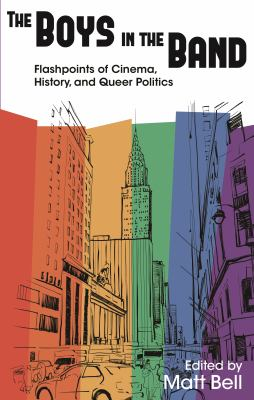 THE BOYS IN THE BAND
Flashpoints of Cinema,
History, and Queer Politics
Edited by
Matt Bell